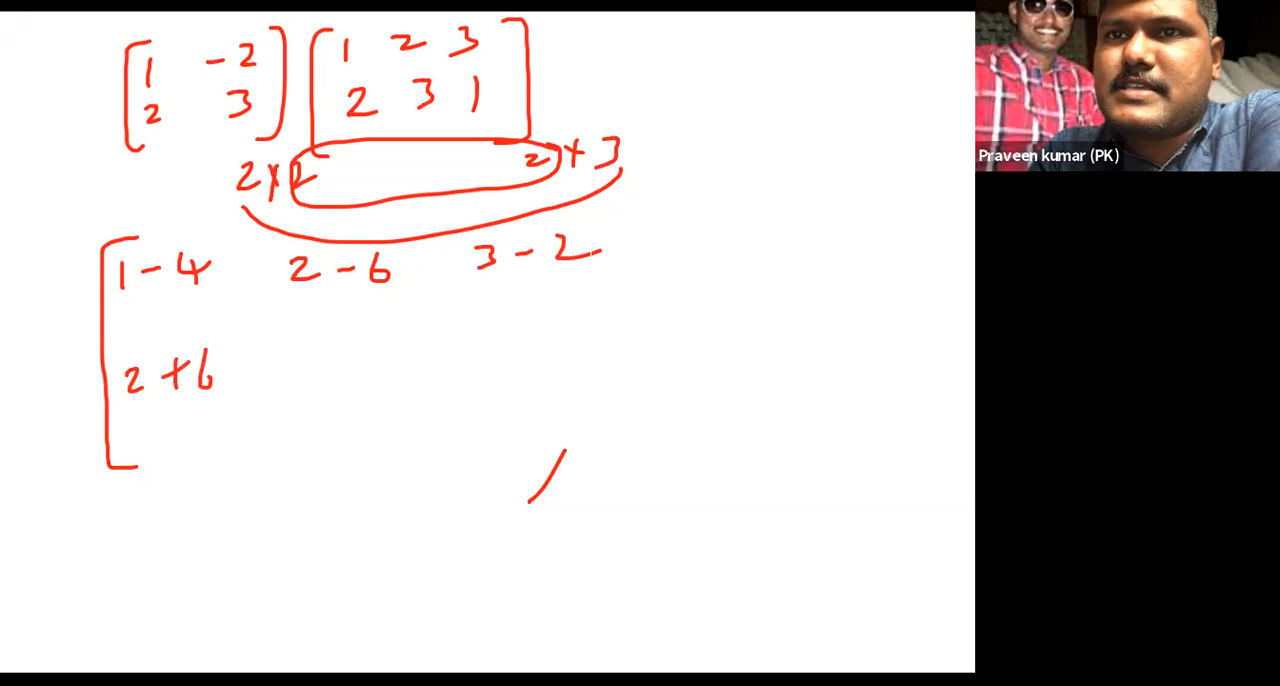 1 -2 1 2 3
2 3 2 3 1
2 × 2 2 × 3
1 - 4 2 - 6 3 - 2
2 + 6
Praveen kumar (PK)